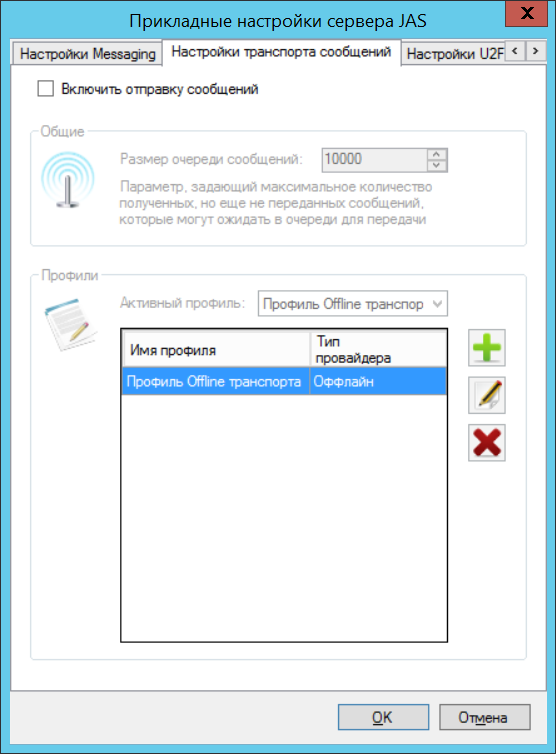 Прикладные настройки сервера JAS
X
Настройки Messaging
Настройки транспорта сообщений
Настройки U2F
Включить отправку сообщений
Общие
Размер очереди сообщений:
10000
Параметр, задающий максимальное количество
полученных, но еще не переданных сообщений,
которые могут ожидать в очереди для передачи
Профили
Активный профиль:
Профиль Offline транспор
Имя профиля
Тип
провайдера
Профиль Offline транспорта
Оффлайн
OK
Отмена